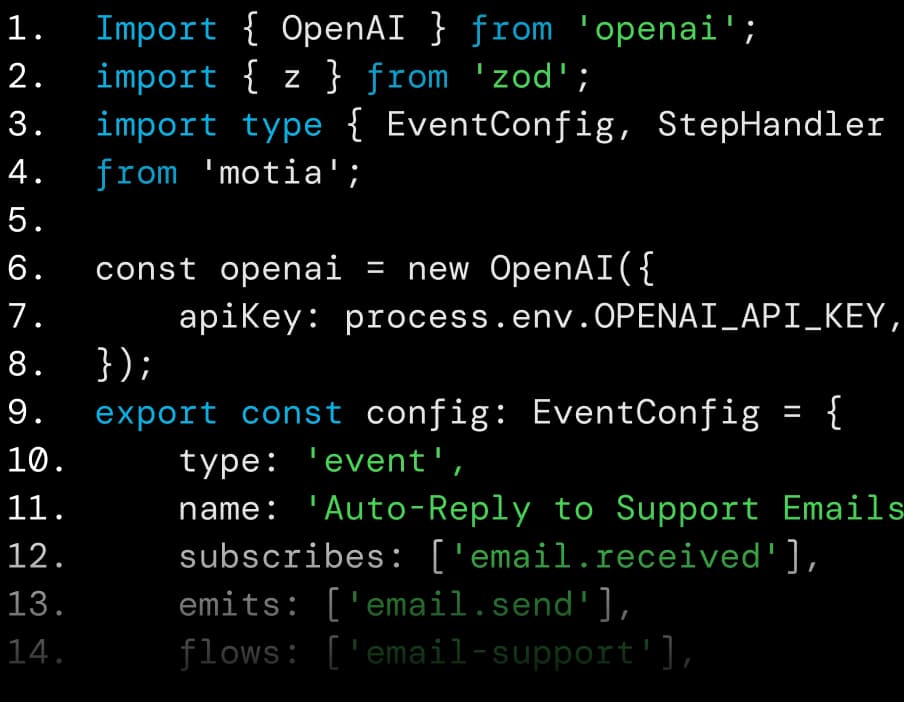 1. Import { OpenAI } from 'openai';
2. import { z } from 'zod';
3. import type { EventConfig, StepHandler
4. from 'motia';
5.
6. const openai = new OpenAI({
7. apiKey: process.env.OPENAI_API_KEY,
8. });
9. export const config: EventConfig = {
10. type: 'event',
11. name: 'Auto-Reply to Support Emails
12. subscribes: ['email.received'],
13. emits: ['email.send'],
14. flows: ['email-support'],